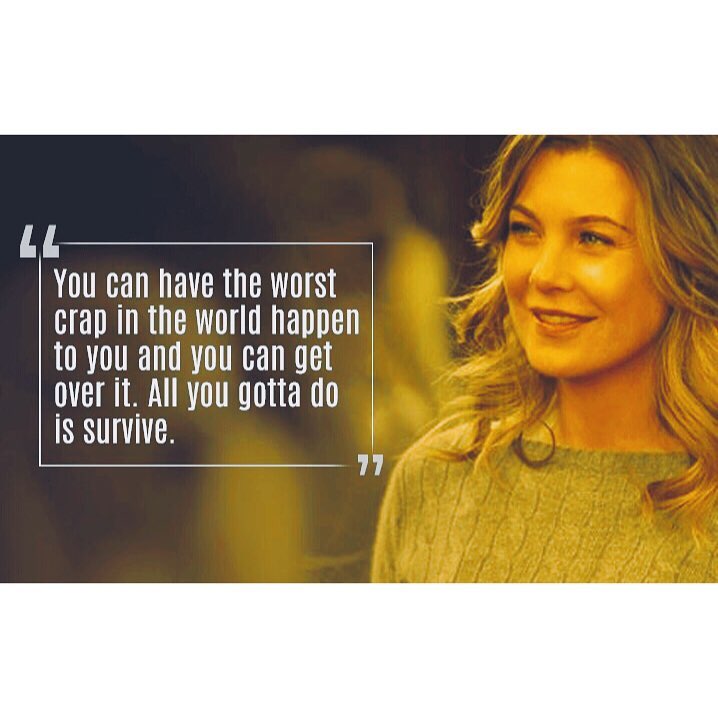 “
You can have the worst
crap in the world happen
to you and you can get
over it. All you gotta do
is survive.
”